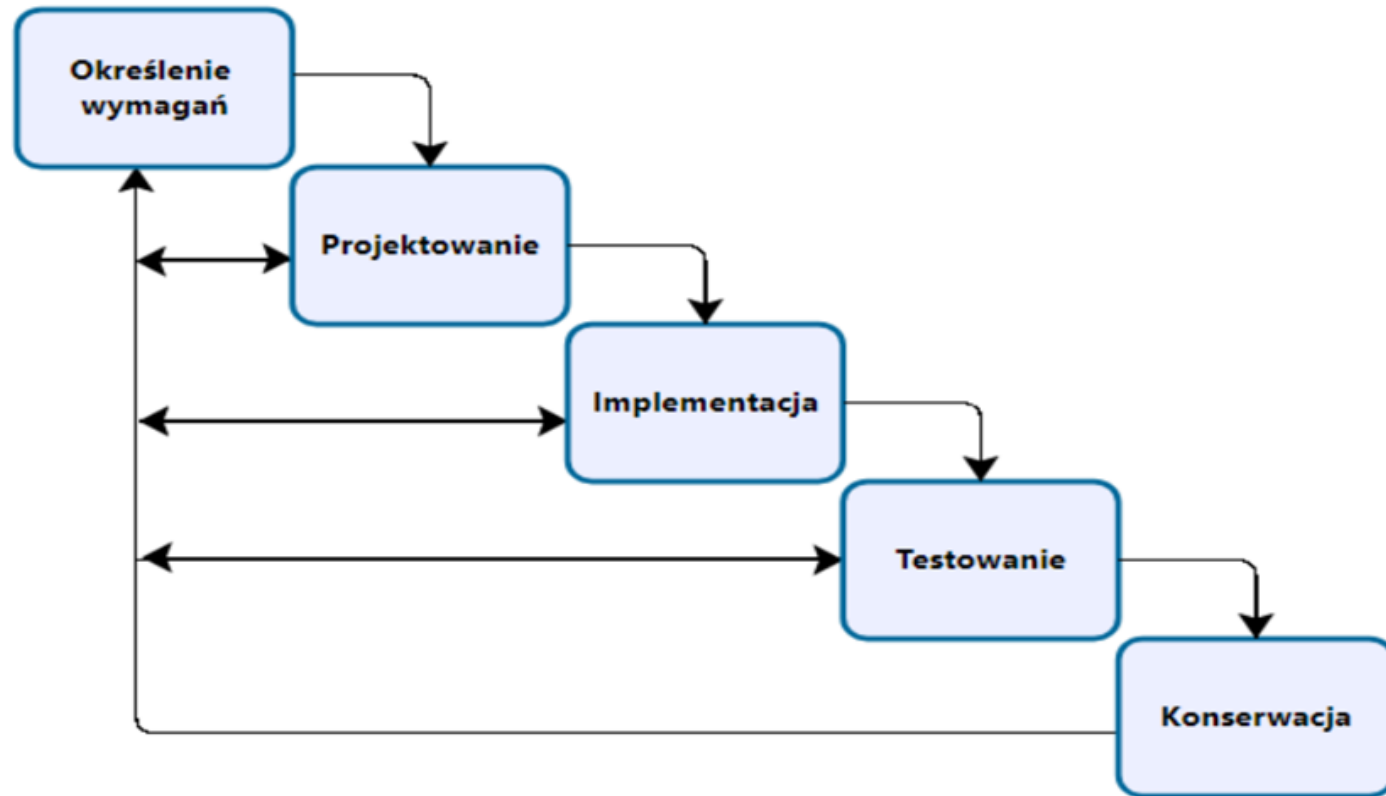 Określenie
wymagań
Projektowanie
Implementacja
Testowanie
Konserwacja